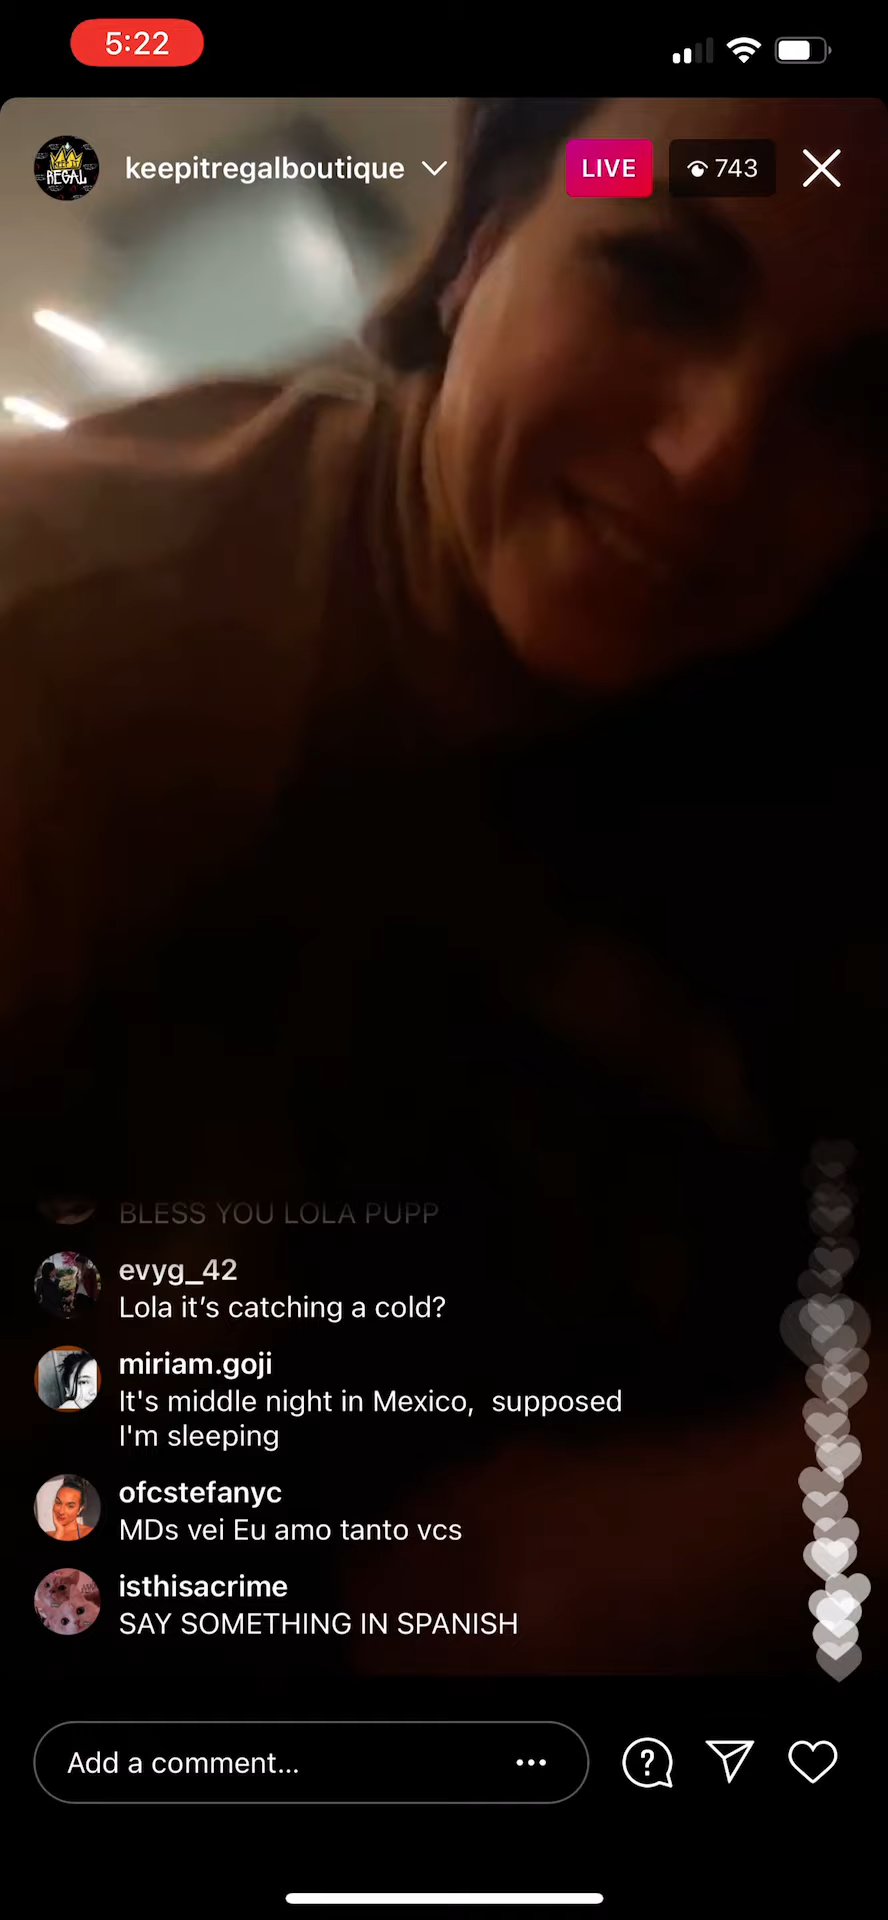 5:22
REGAL
keepitregalboutique
LIVE
743
BLESS YOU LOLA PUPP
evyg_42
Lola it’s catching a cold?
miriam.goji
It's middle night in Mexico, supposed
I'm sleeping
ofcstefanyc
MDs vei Eu amo tanto vcs
isthisacrime
SAY SOMETHING IN SPANISH
Add a comment...